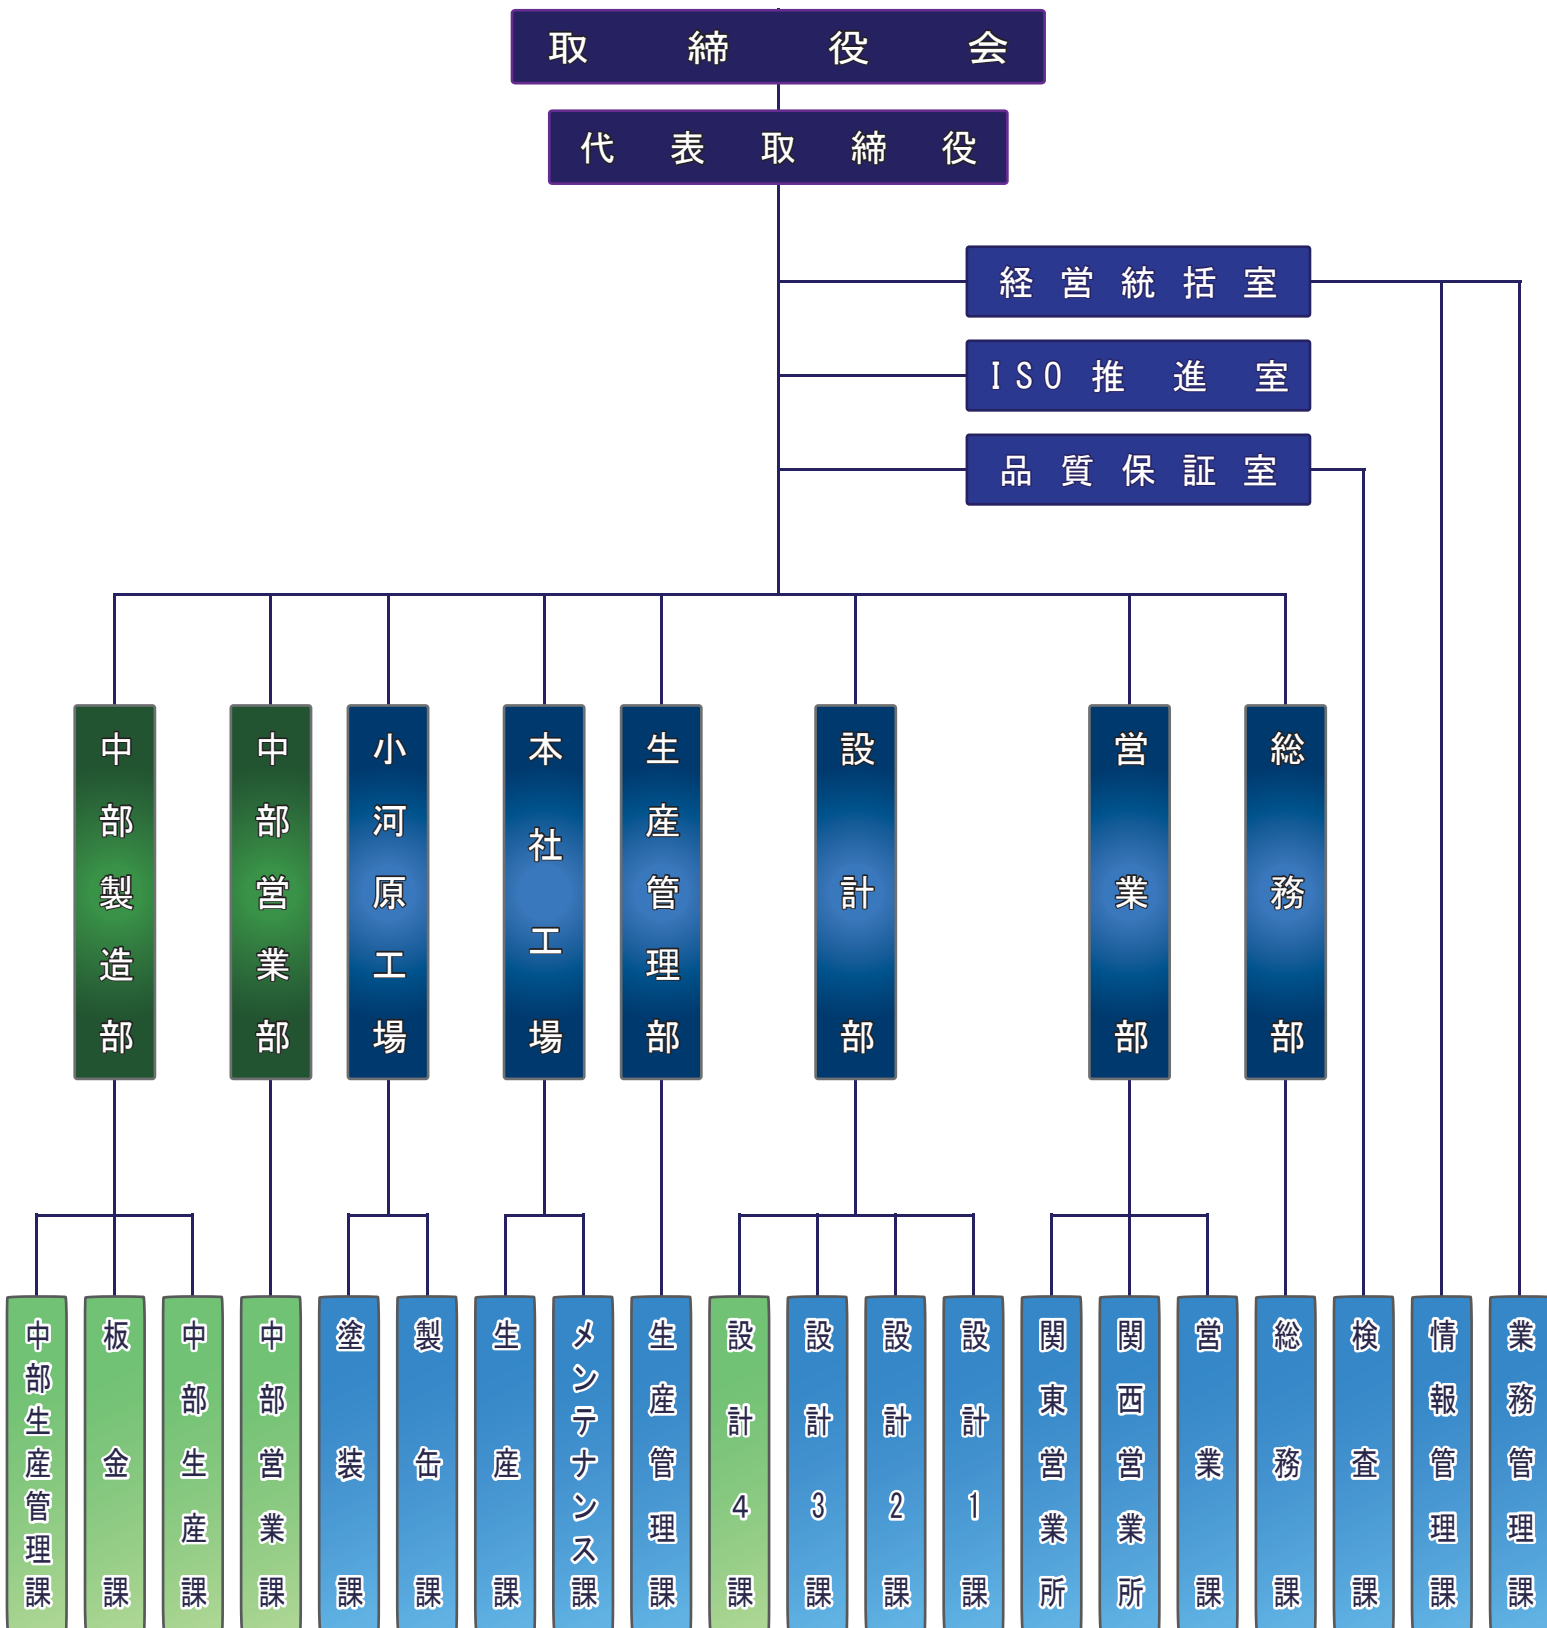 取締役会
代表取締役
経営統括室
ISO推進室
品質保証室
中部製造部
中部営業部
小河原工場
本社工場
生産管理部
設計部
営業部
総務部
中部生産管理課
板金課
中部生産課
中部営業課
塗装課
製缶課
生産課
メンテナンス課
生産管理課
設計4課
設計3課
設計2課
設計1課
関東営業所
関西営業所
営業課
総務課
検査課
情報管理課
業務管理課